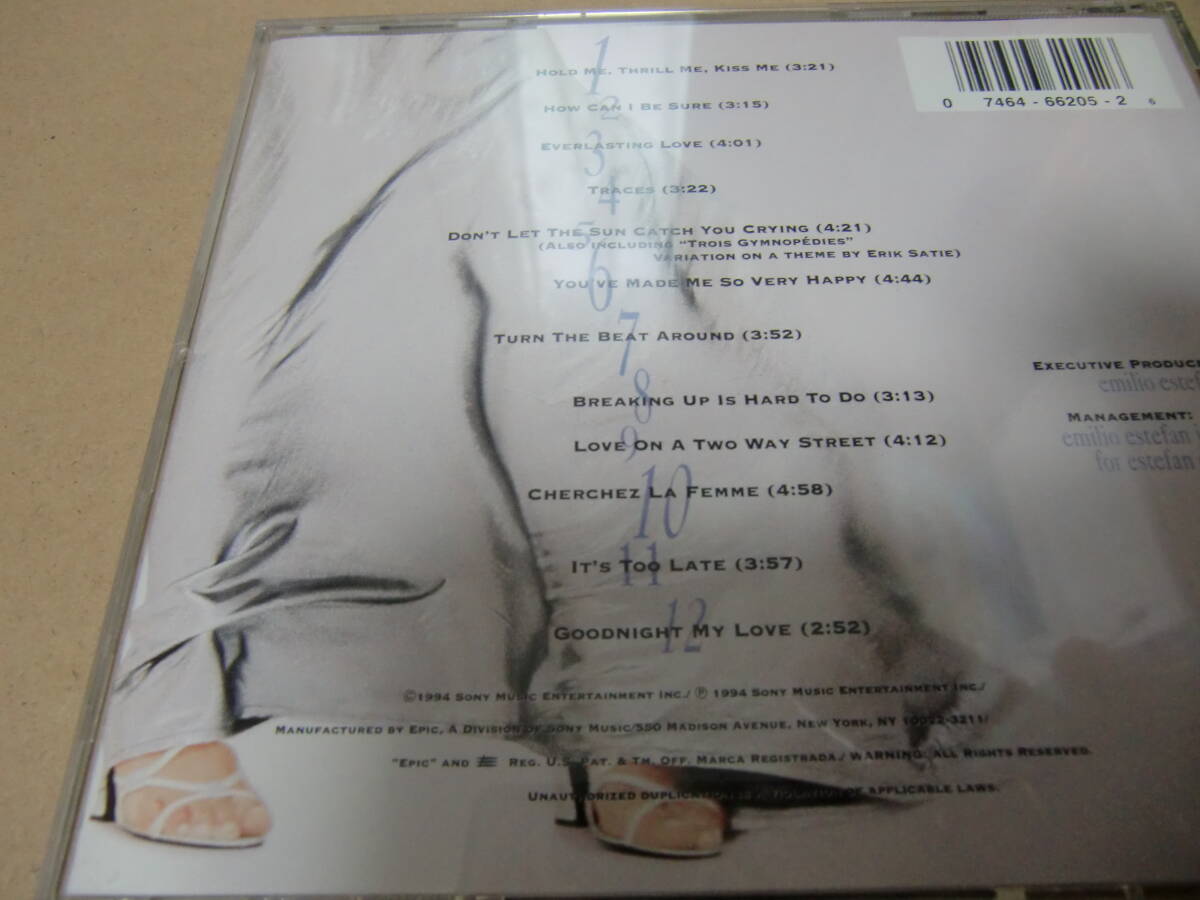 1
HOLD ME, THRILL ME, KISS ME (3:21)
2
HOW CAN I BE SURE (3:15)
3
EVERLASTING LOVE (4:01)
4
TRACES (3:22)
5
DON'T LET THE SUN CATCH YOU CRYING (4:21)
(ALSO INCLUDING "TROIS GYMNOPÉDIES"
VARIATION ON A THEME BY ERIK SATIE)
6
YOU'VE MADE ME SO VERY HAPPY (4:44)
7
TURN THE BEAT AROUND (3:52)
8
BREAKING UP IS HARD TO DO (3:13)
9
LOVE ON A TWO WAY STREET (4:12)
10
CHERCHEZ LA FEMME (4:58)
11
IT'S TOO LATE (3:57)
12
GOODNIGHT MY LOVE (2:52)
0 7464-66205-2 6
EXECUTIVE PRODUCE
emilio estef
MANAGEMENT:
emilio estefan
for estefan
©1994 SONY MUSIC ENTERTAINMENT INC./ ℗ 1994 SONY MUSIC ENTERTAINMENT INC./
MANUFACTURED BY EPIC, A DIVISION OF SONY MUSIC/550 MADISON AVENUE, NEW YORK, NY 10022-3211/
"EPIC" AND REG. U.S. PAT. & TM. OFF. MARCA REGISTRADA./ WARNING: ALL RIGHTS RESERVED.
UNAUTHORIZED DUPLICATION IS A VIOLATION OF APPLICABLE LAWS.